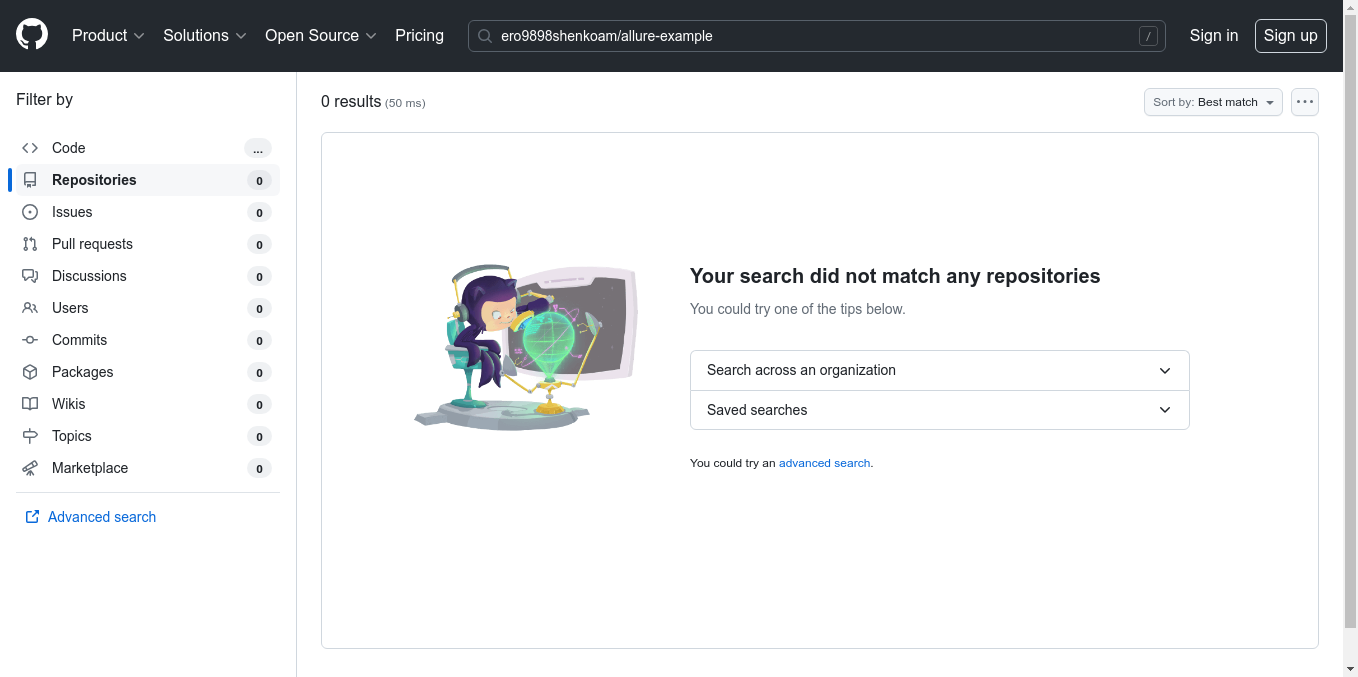 Product Solutions Open Source Pricing ero9898shenkoam/allure-example / Sign in Sign up
Filter by
Code ...
Repositories 0
Issues 0
Pull requests 0
Discussions 0
Users 0
Commits 0
Packages 0
Wikis 0
Topics 0
Marketplace 0
Advanced search
0 results (50 ms)
Sort by: Best match
Your search did not match any repositories
You could try one of the tips below.
Search across an organization
Saved searches
You could try an advanced search.